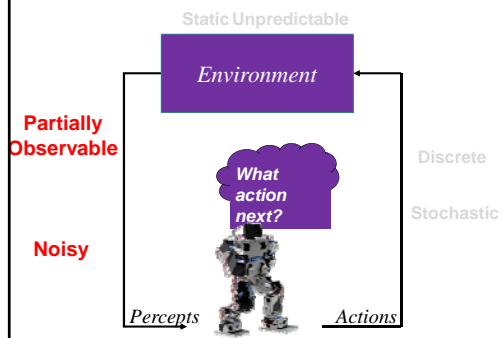 Static Unpredictable
Environment
Partially
Observable
What
action
next?
Discrete
Stochastic
Noisy
Percepts
Actions